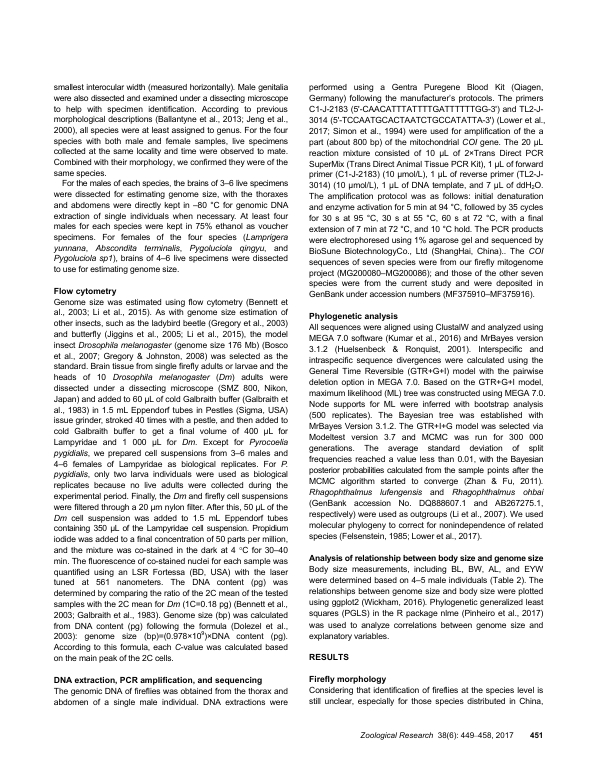 smallest interocular width (measured horizontally). Male genitalia
were also dissected and examined under a dissecting microscope
to help with specimen identification. According to previous
morphological descriptions (Ballantyne et al., 2013; Jeng et al.,
2000), all species were at least assigned to genus. For the four
species with both male and female samples, live specimens
collected at the same locality and time were observed to mate.
Combined with their morphology, we confirmed they were of the
same species.
For the males of each species, the brains of 3–6 live specimens
were dissected for estimating genome size, with the thoraxes
and abdomens were directly kept in –80 °C for genomic DNA
extraction of single individuals when necessary. At least four
males for each species were kept in 75% ethanol as voucher
specimens. For females of the four species (Lamprigera
yunnana, Abscondita terminalis, Pygoluciola qingyu, and
Pygoluciola sp1), brains of 4–6 live specimens were dissected
to use for estimating genome size.
Flow cytometry
Genome size was estimated using flow cytometry (Bennett et
al., 2003; Li et al., 2015). As with genome size estimation of
other insects, such as the ladybird beetle (Gregory et al., 2003)
and butterfly (Jiggins et al., 2005; Li et al., 2015), the model
insect Drosophila melanogaster (genome size 176 Mb) (Bosco
et al., 2007; Gregory & Johnston, 2008) was selected as the
standard. Brain tissue from single firefly adults or larvae and the
heads of 10 Drosophila melanogaster (Dm) adults were
dissected under a dissecting microscope (SMZ 800, Nikon,
Japan) and added to 60 μL of cold Galbraith buffer (Galbraith et
al., 1983) in 1.5 mL Eppendorf tubes in Pestles (Sigma, USA)
issue grinder, stroked 40 times with a pestle, and then added to
cold Galbraith buffer to get a final volume of 400 μL for
Lampyridae and 1 000 μL for Dm. Except for Pyrocoelia
pygidialis, we prepared cell suspensions from 3–6 males and
4–6 females of Lampyridae as biological replicates. For P.
pygidialis, only two larva individuals were used as biological
replicates because no live adults were collected during the
experimental period. Finally, the Dm and firefly cell suspensions
were filtered through a 20 μm nylon filter. After this, 50 μL of the
Dm cell suspension was added to 1.5 mL Eppendorf tubes
containing 350 μL of the Lampyridae cell suspension. Propidium
iodide was added to a final concentration of 50 parts per million,
and the mixture was co-stained in the dark at 4 °C for 30–40
min. The fluorescence of co-stained nuclei for each sample was
quantified using an LSR Fortessa (BD, USA) with the laser
tuned at 561 nanometers. The DNA content (pg) was
determined by comparing the ratio of the 2C mean of the tested
samples with the 2C mean for Dm (1C=0.18 pg) (Bennett et al.,
2003; Galbraith et al., 1983). Genome size (bp) was calculated
from DNA content (pg) following the formula (Dolezel et al.,
2003): genome size (bp)=(0.978×10⁹)×DNA content (pg).
According to this formula, each C-value was calculated based
on the main peak of the 2C cells.
DNA extraction, PCR amplification, and sequencing
The genomic DNA of fireflies was obtained from the thorax and
abdomen of a single male individual. DNA extractions were
performed using a Gentra Puregene Blood Kit (Qiagen,
Germany) following the manufacturer's protocols. The primers
C1-J-2183 (5'-CAACATTTATTTTGATTTTTTGG-3') and TL2-J-
3014 (5'-TCCAATGCACTAATCTGCCATATTA-3') (Lower et al.,
2017; Simon et al., 1994) were used for amplification of the a
part (about 800 bp) of the mitochondrial COI gene. The 20 μL
reaction mixture consisted of 10 μL of 2×Trans Direct PCR
SuperMix (Trans Direct Animal Tissue PCR Kit), 1 μL of forward
primer (C1-J-2183) (10 μmol/L), 1 μL of reverse primer (TL2-J-
3014) (10 μmol/L), 1 μL of DNA template, and 7 μL of ddH₂O.
The amplification protocol was as follows: initial denaturation
and enzyme activation for 5 min at 94 °C, followed by 35 cycles
for 30 s at 95 °C, 30 s at 55 °C, 60 s at 72 °C, with a final
extension of 7 min at 72 °C, and 10 °C hold. The PCR products
were electrophoresed using 1% agarose gel and sequenced by
BioSune BiotechnologyCo., Ltd (ShangHai, China).. The COI
sequences of seven species were from our firefly mitogenome
project (MG200080–MG200086); and those of the other seven
species were from the current study and were deposited in
GenBank under accession numbers (MF375910–MF375916).
Phylogenetic analysis
All sequences were aligned using ClustalW and analyzed using
MEGA 7.0 software (Kumar et al., 2016) and MrBayes version
3.1.2 (Huelsenbeck & Ronquist, 2001). Interspecific and
intraspecific sequence divergences were calculated using the
General Time Reversible (GTR+G+I) model with the pairwise
deletion option in MEGA 7.0. Based on the GTR+G+I model,
maximum likelihood (ML) tree was constructed using MEGA 7.0.
Node supports for ML were inferred with bootstrap analysis
(500 replicates). The Bayesian tree was established with
MrBayes Version 3.1.2. The GTR+I+G model was selected via
Modeltest version 3.7 and MCMC was run for 300 000
generations. The average standard deviation of split
frequencies reached a value less than 0.01, with the Bayesian
posterior probabilities calculated from the sample points after the
MCMC algorithm started to converge (Zhan & Fu, 2011).
Rhagophthalmus lufengensis and Rhagophthalmus ohbai
(GenBank accession No. DQ888607.1 and AB267275.1,
respectively) were used as outgroups (Li et al., 2007). We used
molecular phylogeny to correct for nonindependence of related
species (Felsenstein, 1985; Lower et al., 2017).
Analysis of relationship between body size and genome size
Body size measurements, including BL, BW, AL, and EYW
were determined based on 4–5 male individuals (Table 2). The
relationships between genome size and body size were plotted
using ggplot2 (Wickham, 2016). Phylogenetic generalized least
squares (PGLS) in the R package nlme (Pinheiro et al., 2017)
was used to analyze correlations between genome size and
explanatory variables.
RESULTS
Firefly morphology
Considering that identification of fireflies at the species level is
still unclear, especially for those species distributed in China,
Zoological Research 38(6): 449–458, 2017 451